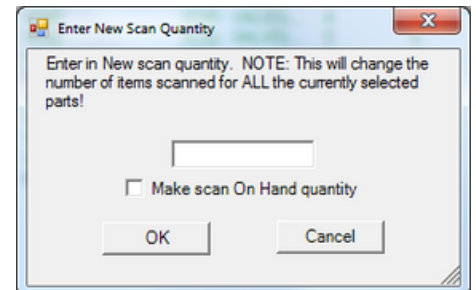 Enter New Scan Quantity
Enter in New scan quantity.  NOTE: This will change the
number of items scanned for ALL the currently selected
parts!
Make scan On Hand quantity
OK
Cancel